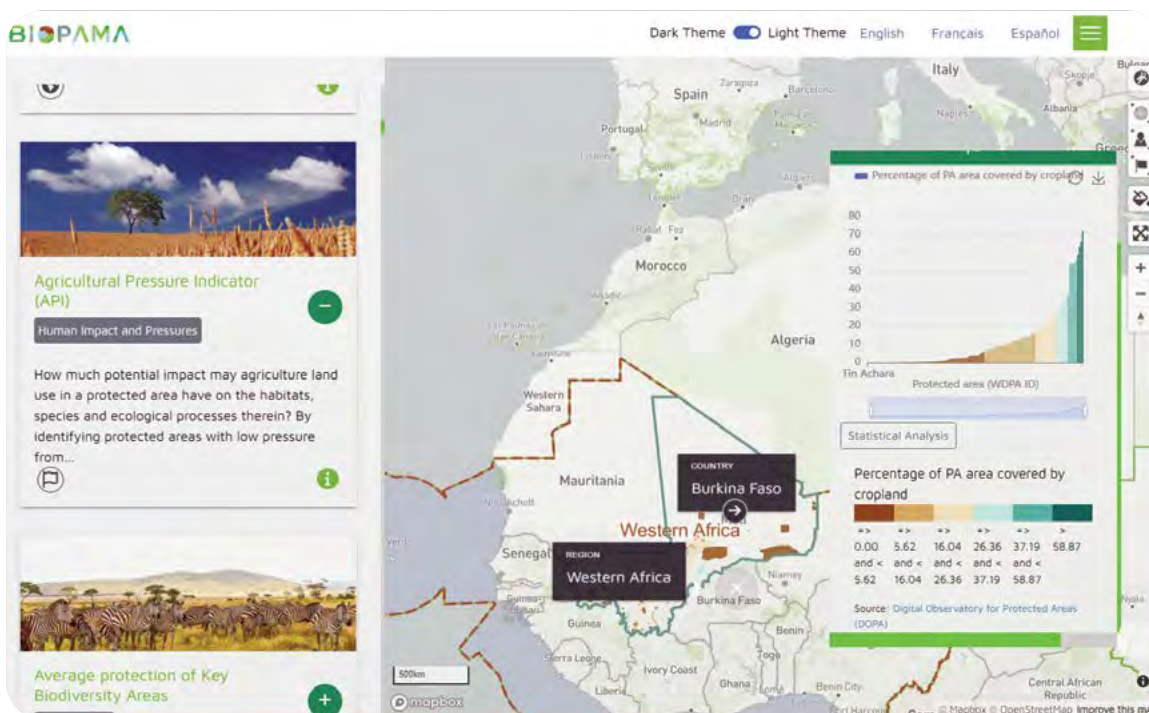 BIOPAMA
Dark Theme Light Theme English Français Español
Agricultural Pressure Indicator
(API)
Human Impact and Pressures
How much potential impact may agriculture land
use in a protected area have on the habitats,
species and ecological processes therein? By
identifying protected areas with low pressure
from...
Average protection of Key
Biodiversity Areas
Italy
Spain
Zaragoza
Barcelona
Skopje
Naples
Albania
Portugal
Madrid
Lisbon
Seville
Algiers
Tangier
Oran
Rabat
Fez
Morocco
Agadir
Algeria
Western
Sahara
Mauritania
COUNTRY
Burkina Faso
Western Africa
REGION
Western Africa
Senegal
Niamey
Burkina Faso
Guinea
Benin
Sierra Leone
Togo
Ivory Coast
Ghana
Lomé
Benin City
Liberia
Port Harcourt
Central African
Republic
500km
mapbox
© Mapbox © OpenStreetMap Improve this map
Percentage of PA area covered by cropland
80
70
60
50
40
30
20
10
0
Tin Achara
Protected area (WDPA ID)
Statistical Analysis
Percentage of PA area covered by
cropland
=> => => => => >
0.00 5.62 16.04 26.36 37.19 58.87
and < and < and < and < and <
5.62 16.04 26.36 37.19 58.87
Source: Digital Observatory for Protected Areas
(DOPA)